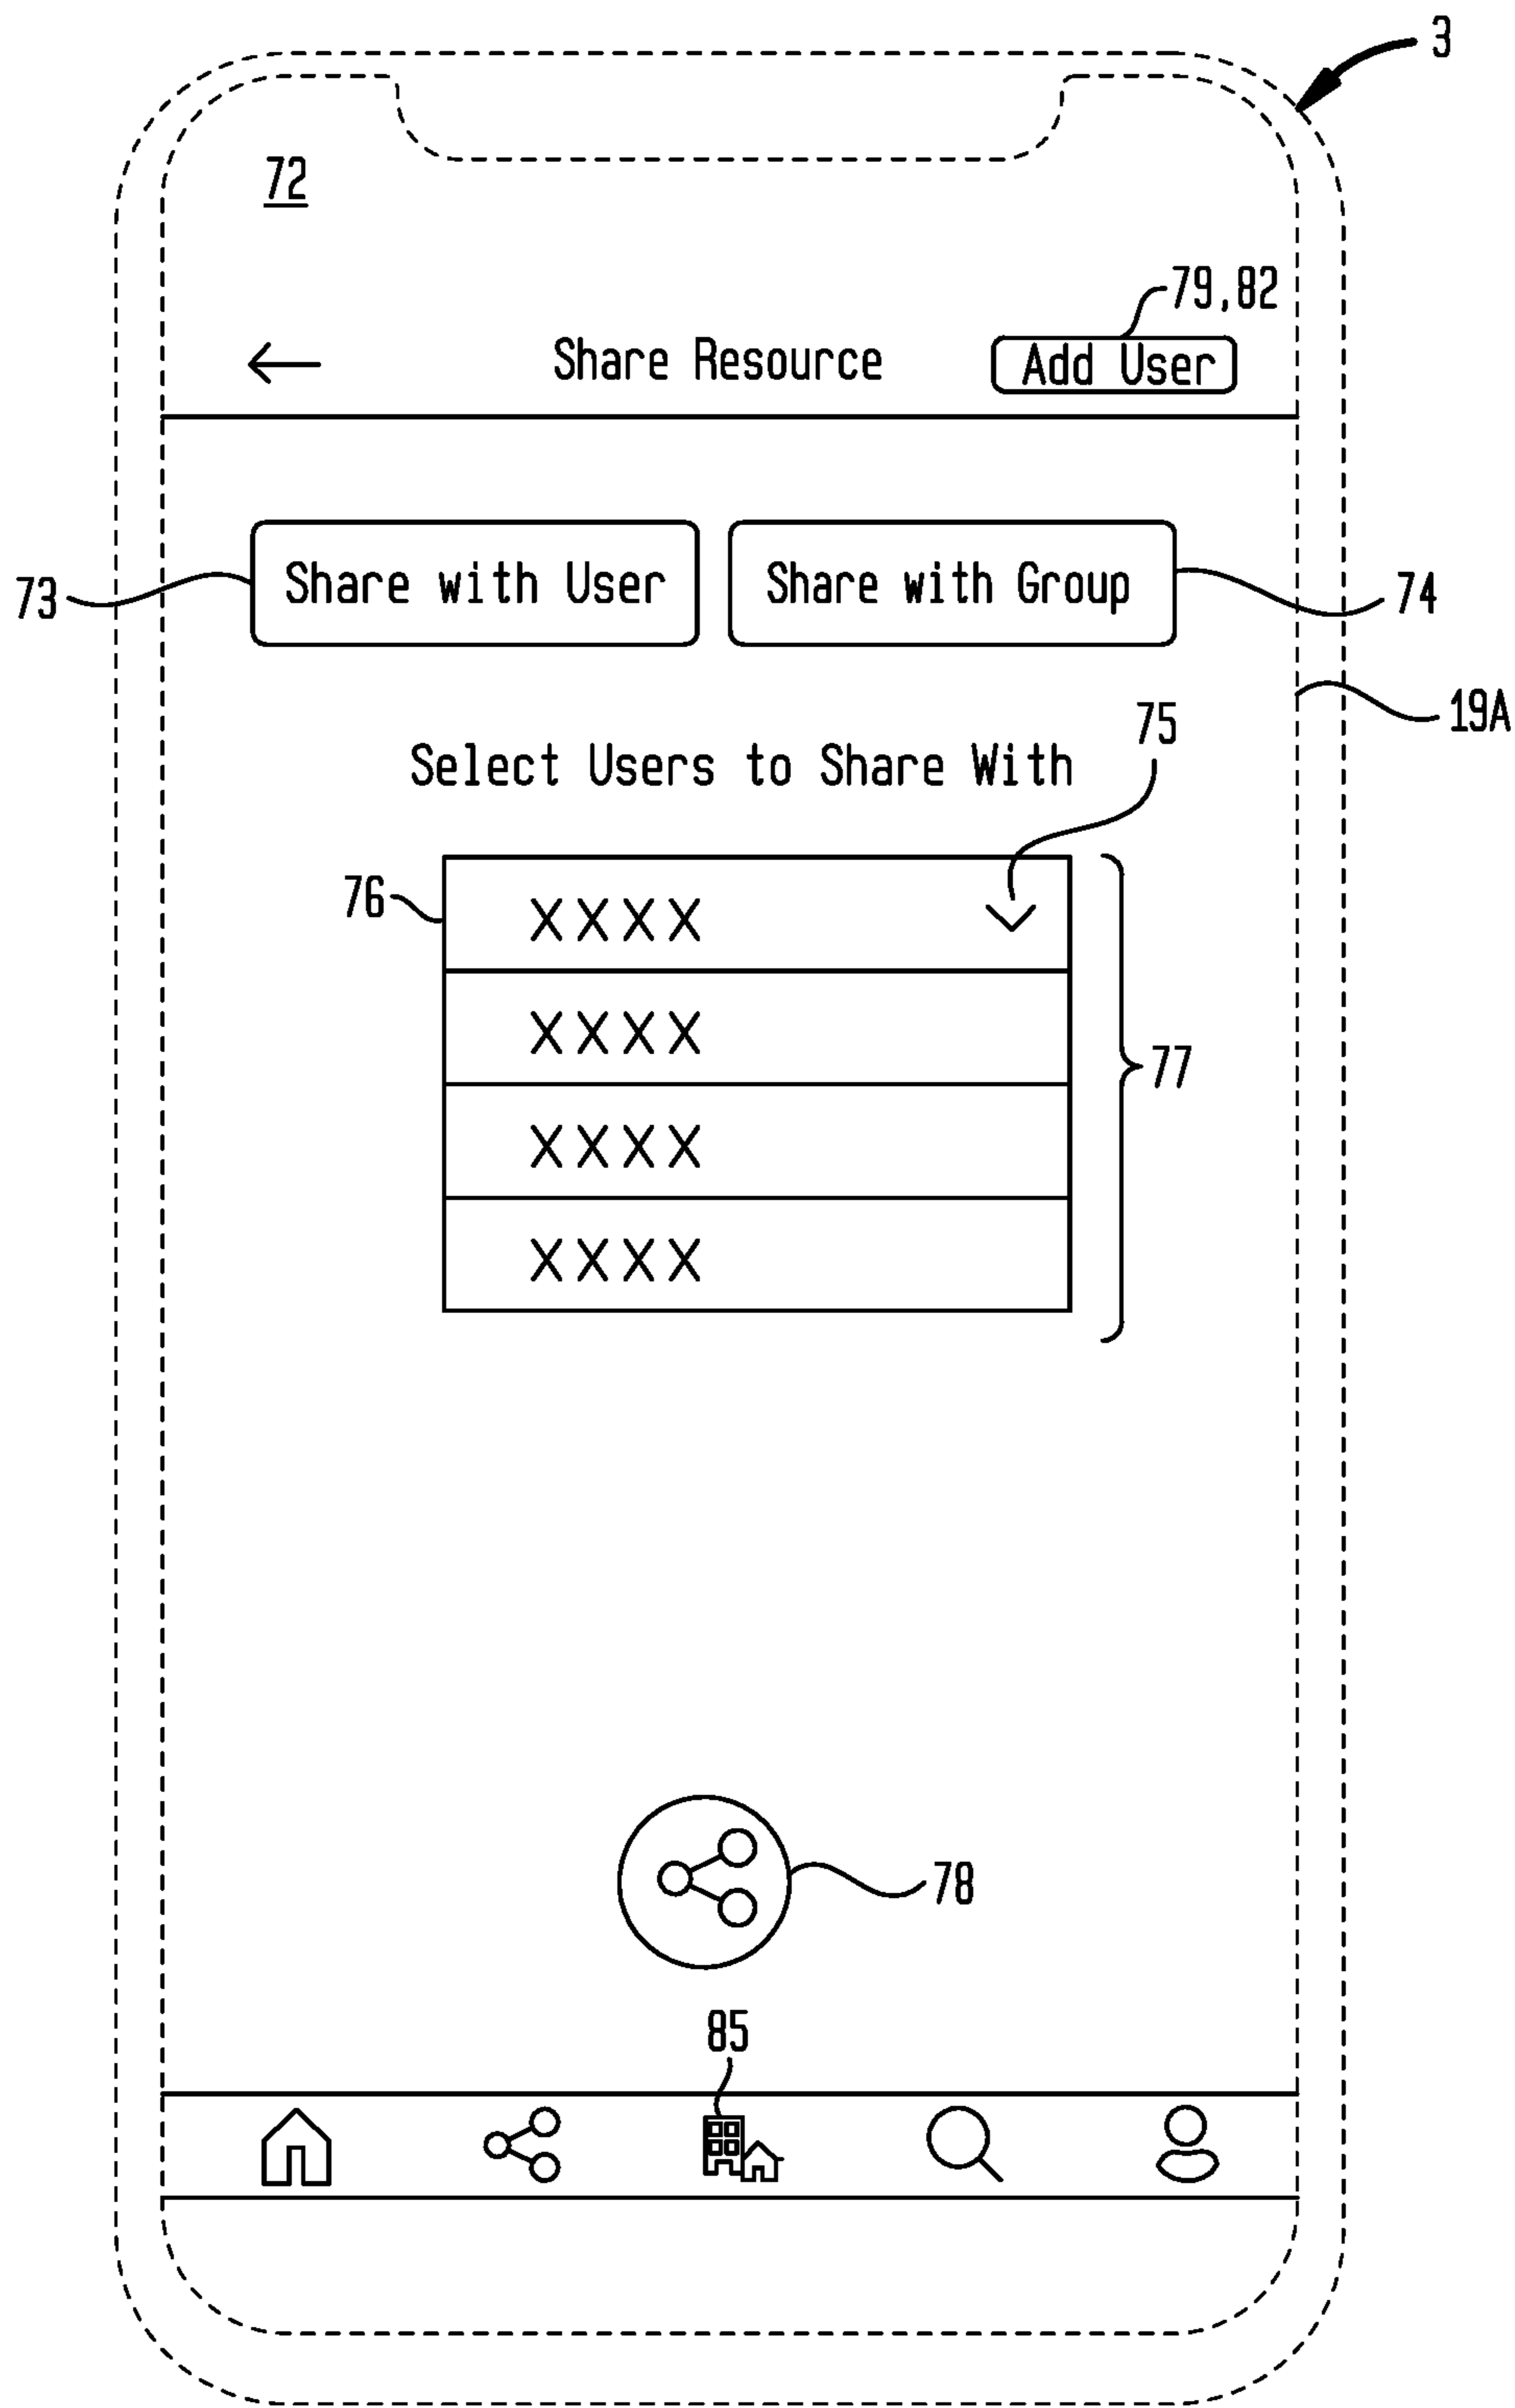 3
72
79,82
Share Resource Add User
Share with User Share with Group
73
74
19A
75
Select Users to Share With
76
XXXX
XXXX
77
XXXX
XXXX
78
85